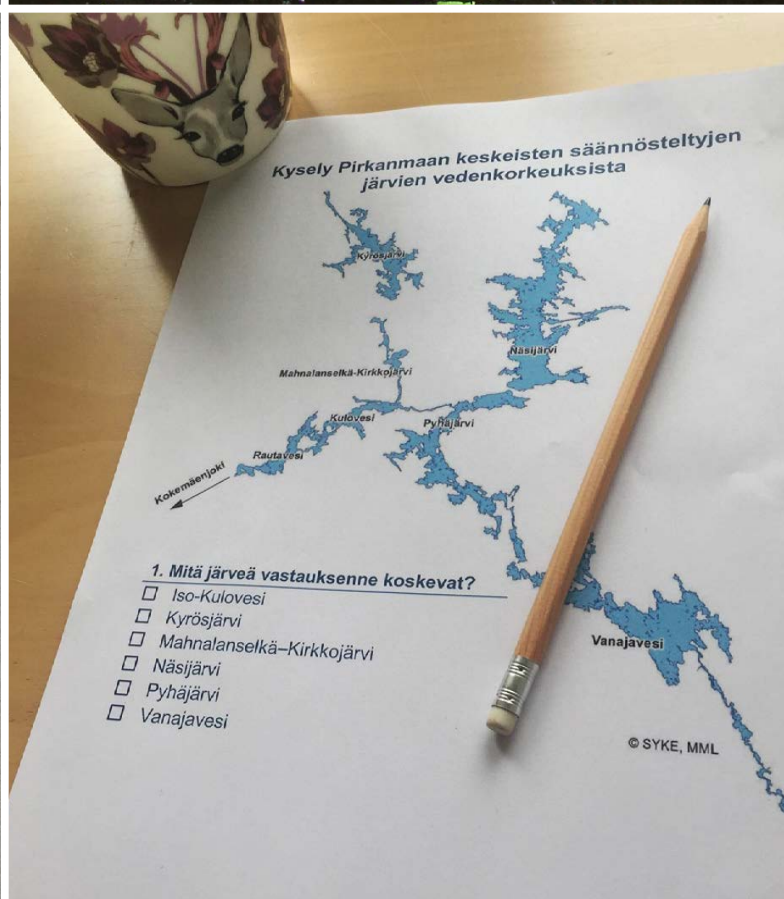 Kysely Pirkanmaan keskeisten säännösteltyjen
järvien vedenkorkeuksista
Kyrösjärvi
Näsijärvi
Mahnalanselkä-Kirkkojärvi
Kulovesi
Pyhäjärvi
Rautavesi
Kokemäenjoki
1. Mitä järveä vastauksenne koskevat?
☐ Iso-Kulovesi
☐ Kyrösjärvi
☐ Mahnalanselkä–Kirkkojärvi
☐ Näsijärvi
☐ Pyhäjärvi
☐ Vanajavesi
Vanajavesi
© SYKE, MML